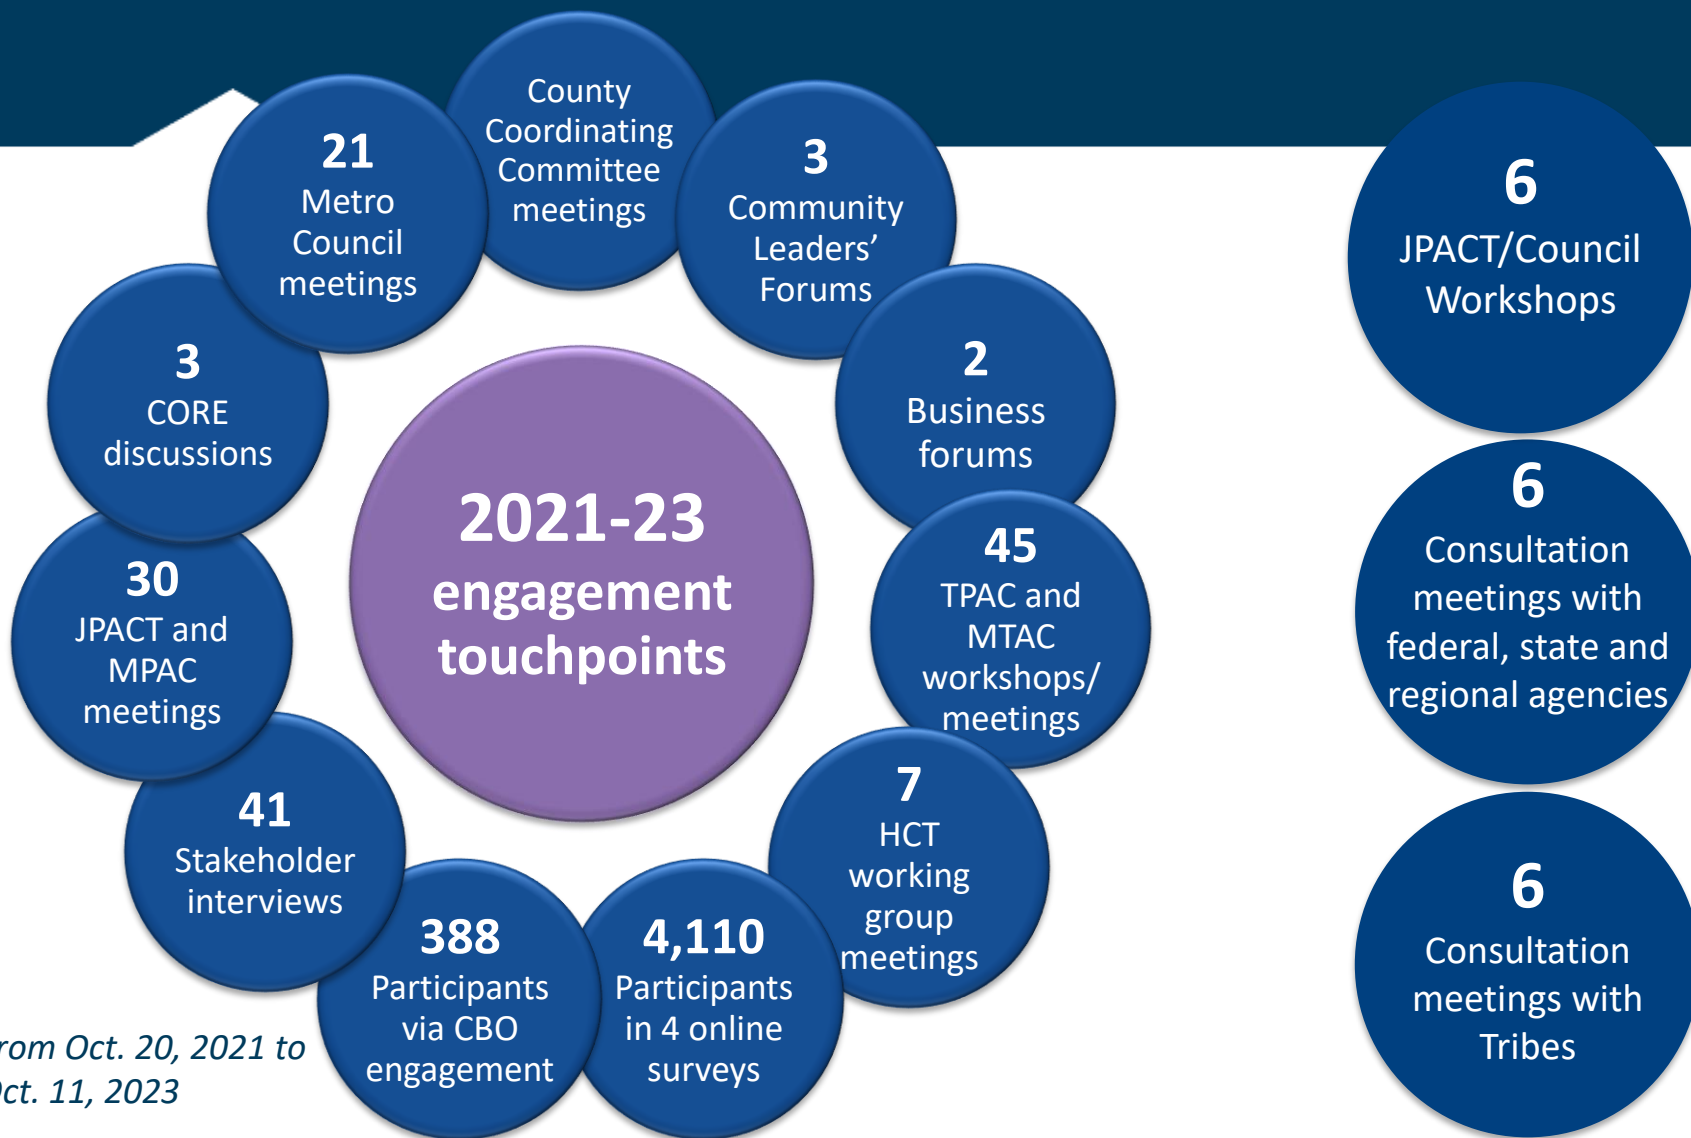 County
Coordinating
Committee
meetings
3
Community
Leaders’
Forums
2
Business
forums
45
TPAC and
MTAC
workshops/
meetings
7
HCT
working
group
meetings
4,110
Participants
in 4 online
surveys
388
Participants
via CBO
engagement
41
Stakeholder
interviews
30
JPACT and
MPAC
meetings
3
CORE
discussions
21
Metro
Council
meetings
2021-23
engagement
touchpoints
6
JPACT/Council
Workshops
6
Consultation
meetings with
federal, state and
regional agencies
6
Consultation
meetings with
Tribes
rom Oct. 20, 2021 to
ct. 11, 2023